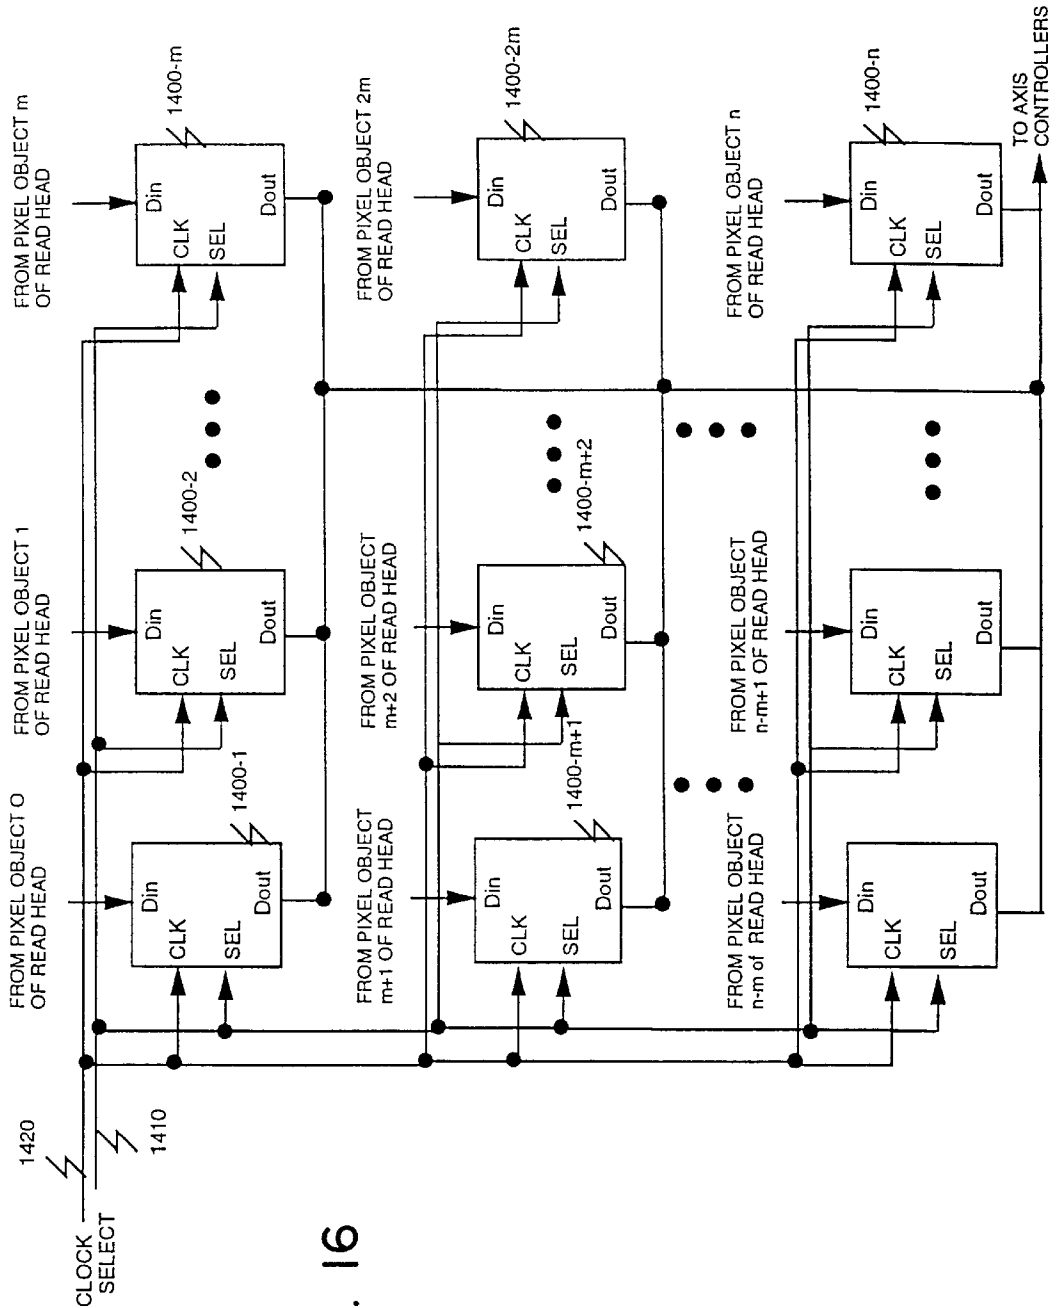 CLOCK
SELECT
1420
1410
FROM PIXEL OBJECT O
OF READ HEAD
Din
CLK
SEL
Dout
1400-1
FROM PIXEL OBJECT 1
OF READ HEAD
Din
CLK
SEL
Dout
1400-2
FROM PIXEL OBJECT m
OF READ HEAD
Din
CLK
SEL
Dout
1400-m
FROM PIXEL OBJECT
m+1 OF READ HEAD
Din
CLK
SEL
Dout
1400-m+1
FROM PIXEL OBJECT
m+2 OF READ HEAD
Din
CLK
SEL
Dout
1400-m+2
FROM PIXEL OBJECT 2m
OF READ HEAD
Din
CLK
SEL
Dout
1400-2m
FROM PIXEL OBJECT
n-m of READ HEAD
Din
CLK
SEL
Dout
FROM PIXEL OBJECT
n-m+1 OF READ HEAD
Din
CLK
SEL
Dout
FROM PIXEL OBJECT n
OF READ HEAD
Din
CLK
SEL
Dout
1400-n
TO AXIS
CONTROLLERS
. 16